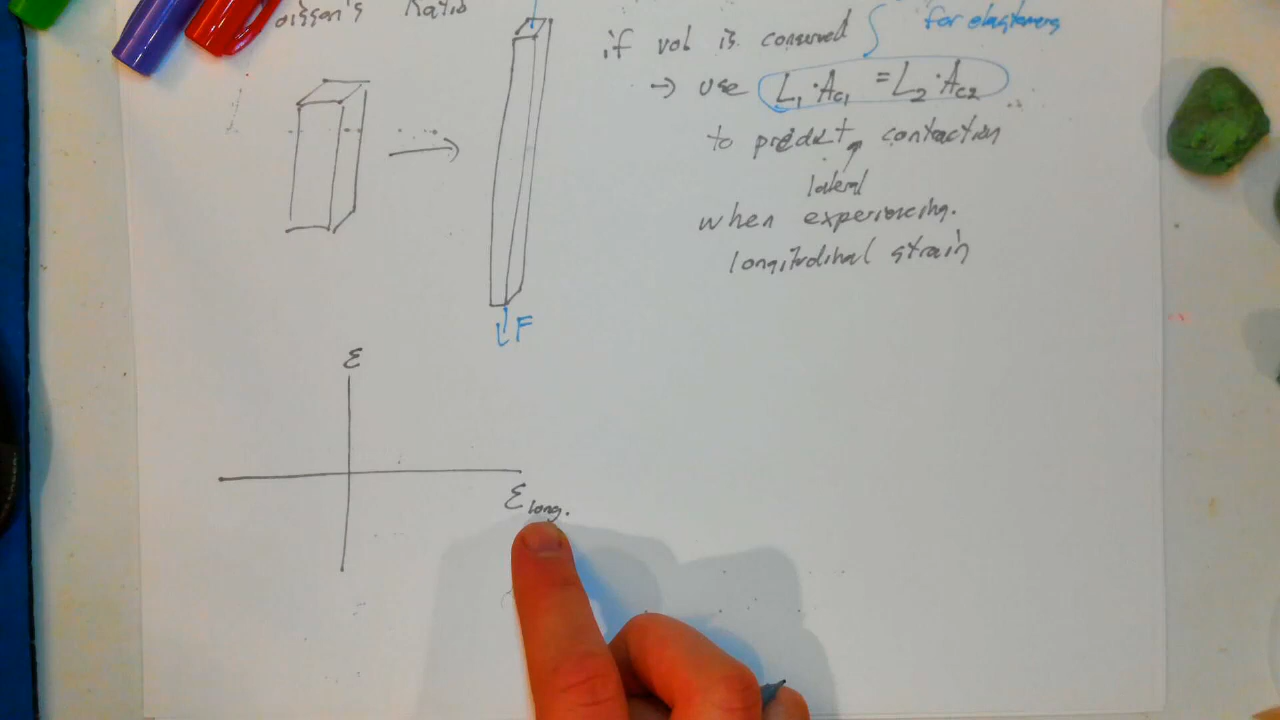 oisson's Ratio
if vol is conserved for elastomers
→ use L₁·Ac₁ = L₂·Ac₂
to predict contraction
lateral
when experiencing.
longitudinal strain
F
ε
ε long.